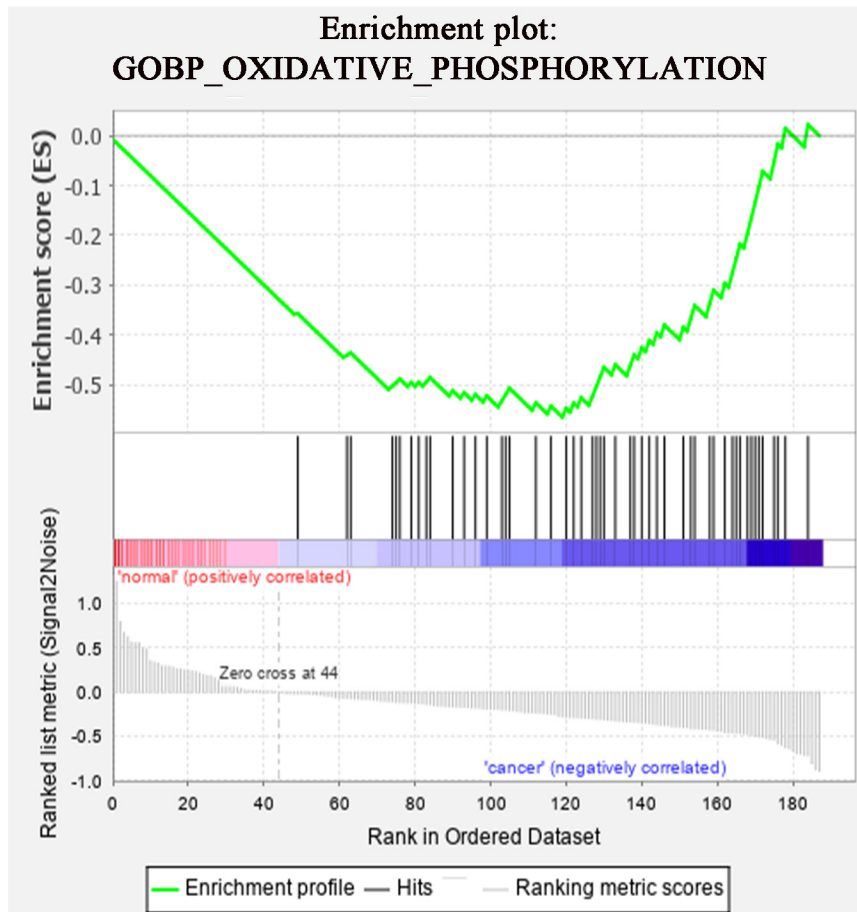 Enrichment plot:
GOBP_OXIDATIVE_PHOSPHORYLATION
Enrichment score (ES)
0.0
-0.1
-0.2
-0.3
-0.4
-0.5
'normal' (positively correlated)
Ranked list metric (Signal2Noise)
1.0
0.5
0.0
-0.5
-1.0
Zero cross at 44
'cancer' (negatively correlated)
0 20 40 60 80 100 120 140 160 180
Rank in Ordered Dataset
Enrichment profile Hits Ranking metric scores